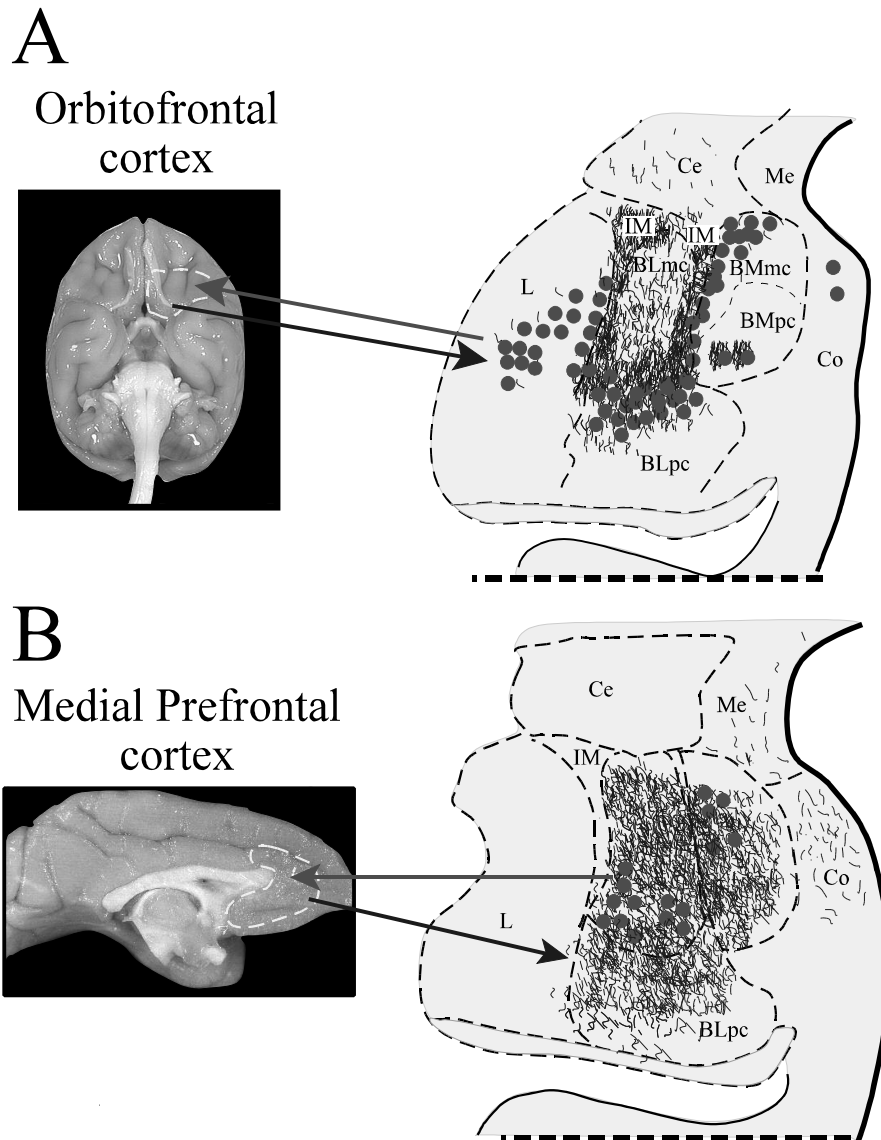 A
Orbitofrontal
cortex
Ce
Me
IM
IM
BLmc
BMmc
L
BMpc
Co
BLpc
B
Medial Prefrontal
cortex
Ce
Me
IM
Co
L
BLpc